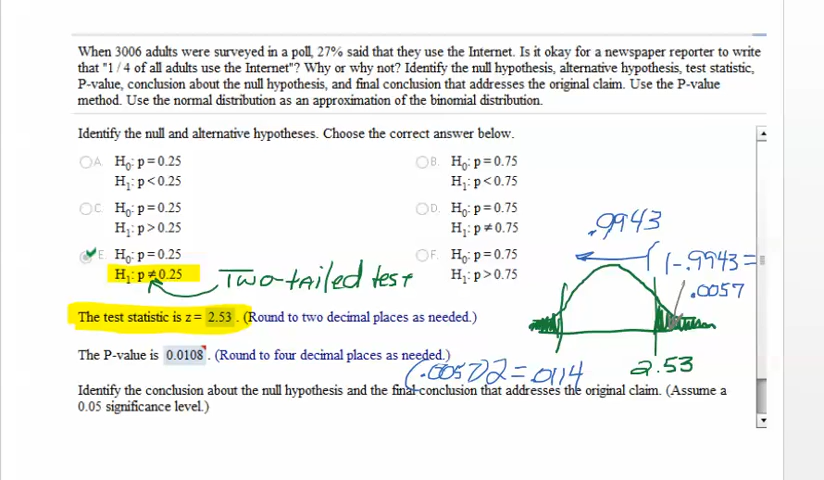 When 3006 adults were surveyed in a poll, 27% said that they use the Internet. Is it okay for a newspaper reporter to write
that "1 / 4 of all adults use the Internet"? Why or why not? Identify the null hypothesis, alternative hypothesis, test statistic,
P-value, conclusion about the null hypothesis, and final conclusion that addresses the original claim. Use the P-value
method. Use the normal distribution as an approximation of the binomial distribution.
Identify the null and alternative hypotheses. Choose the correct answer below.
A. H₀: p = 0.25
H₁: p < 0.25
B. H₀: p = 0.75
H₁: p < 0.75
C. H₀: p = 0.25
H₁: p > 0.25
D. H₀: p = 0.75
H₁: p ≠ 0.75
E. H₀: p = 0.25
H₁: p ≠ 0.25
F. H₀: p = 0.75
H₁: p > 0.75
Two-tailed test
.9943
1-.9943=
.0057
2.53
The test statistic is z = 2.53. (Round to two decimal places as needed.)
The P-value is 0.0108. (Round to four decimal places as needed.)
(.0057)2=.0114
Identify the conclusion about the null hypothesis and the final conclusion that addresses the original claim. (Assume a
0.05 significance level.)